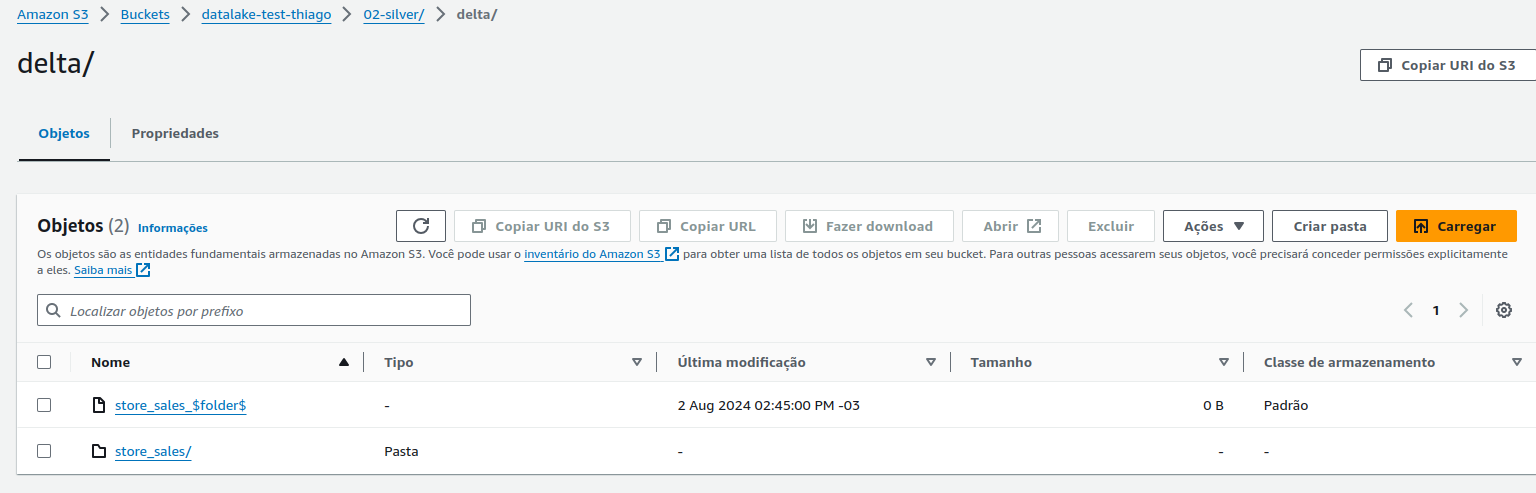 Amazon S3 > Buckets > datalake-test-thiago > 02-silver/ > delta/
delta/
Copiar URI do S3
Objetos Propriedades
Objetos (2) Informações
Copiar URI do S3 Copiar URL Fazer download Abrir Excluir Ações Criar pasta Carregar
Os objetos são as entidades fundamentais armazenadas no Amazon S3. Você pode usar o inventário do Amazon S3 para obter uma lista de todos os objetos em seu bucket. Para outras pessoas acessarem seus objetos, você precisará conceder permissões explicitamente
a eles. Saiba mais
Localizar objetos por prefixo
1
Nome Tipo Última modificação Tamanho Classe de armazenamento
store_sales_$folder$ - 2 Aug 2024 02:45:00 PM -03 0 B Padrão
store_sales/ Pasta - - -